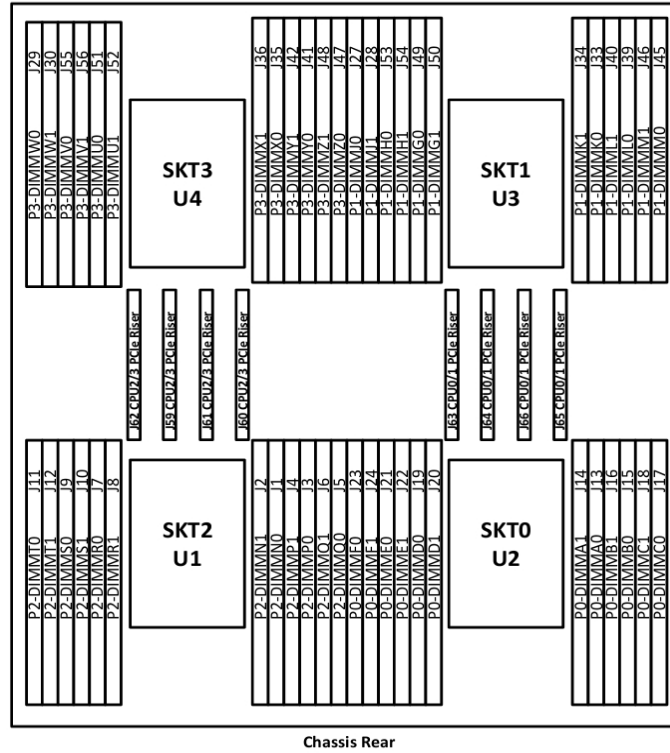 P3-DIMMW0 J29
P3-DIMMW1 J30
P3-DIMMV0 J55
P3-DIMMV1 J56
P3-DIMMU0 J51
P3-DIMMU1 J52
SKT3
U4
P3-DIMMX1 J36
P3-DIMMX0 J35
P3-DIMMY1 J42
P3-DIMMY0 J41
P3-DIMMZ1 J48
P3-DIMMZ0 J47
P1-DIMMJ0 J27
P1-DIMMJ1 J28
P1-DIMMH0 J53
P1-DIMMH1 J54
P1-DIMMG0 J49
P1-DIMMG1 J50
SKT1
U3
P1-DIMMK1 J34
P1-DIMMK0 J33
P1-DIMML1 J40
P1-DIMML0 J39
P1-DIMMM1 J46
P1-DIMMM0 J45
J62 CPU2/3 PCIe Riser
J59 CPU2/3 PCIe Riser
J61 CPU2/3 PCIe Riser
J60 CPU2/3 PCIe Riser
J63 CPU0/1 PCIe Riser
J64 CPU0/1 PCIe Riser
J66 CPU0/1 PCIe Riser
J65 CPU0/1 PCIe Riser
P2-DIMMT0 J11
P2-DIMMT1 J12
P2-DIMMS0 J9
P2-DIMMS1 J10
P2-DIMMR0 J7
P2-DIMMR1 J8
SKT2
U1
P2-DIMMN1 J2
P2-DIMMN0 J1
P2-DIMMP1 J4
P2-DIMMP0 J3
P2-DIMMQ1 J6
P2-DIMMQ0 J5
P0-DIMMF0 J23
P0-DIMMF1 J24
P0-DIMME0 J21
P0-DIMME1 J22
P0-DIMMD0 J19
P0-DIMMD1 J20
SKT0
U2
P0-DIMMA1 J14
P0-DIMMA0 J13
P0-DIMMB1 J16
P0-DIMMB0 J15
P0-DIMMC1 J18
P0-DIMMC0 J17
Chassis Rear